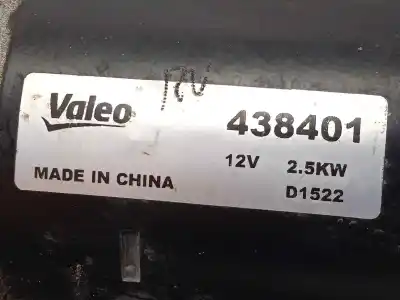 Valeo 438401
12V 2.5KW
MADE IN CHINA D1522